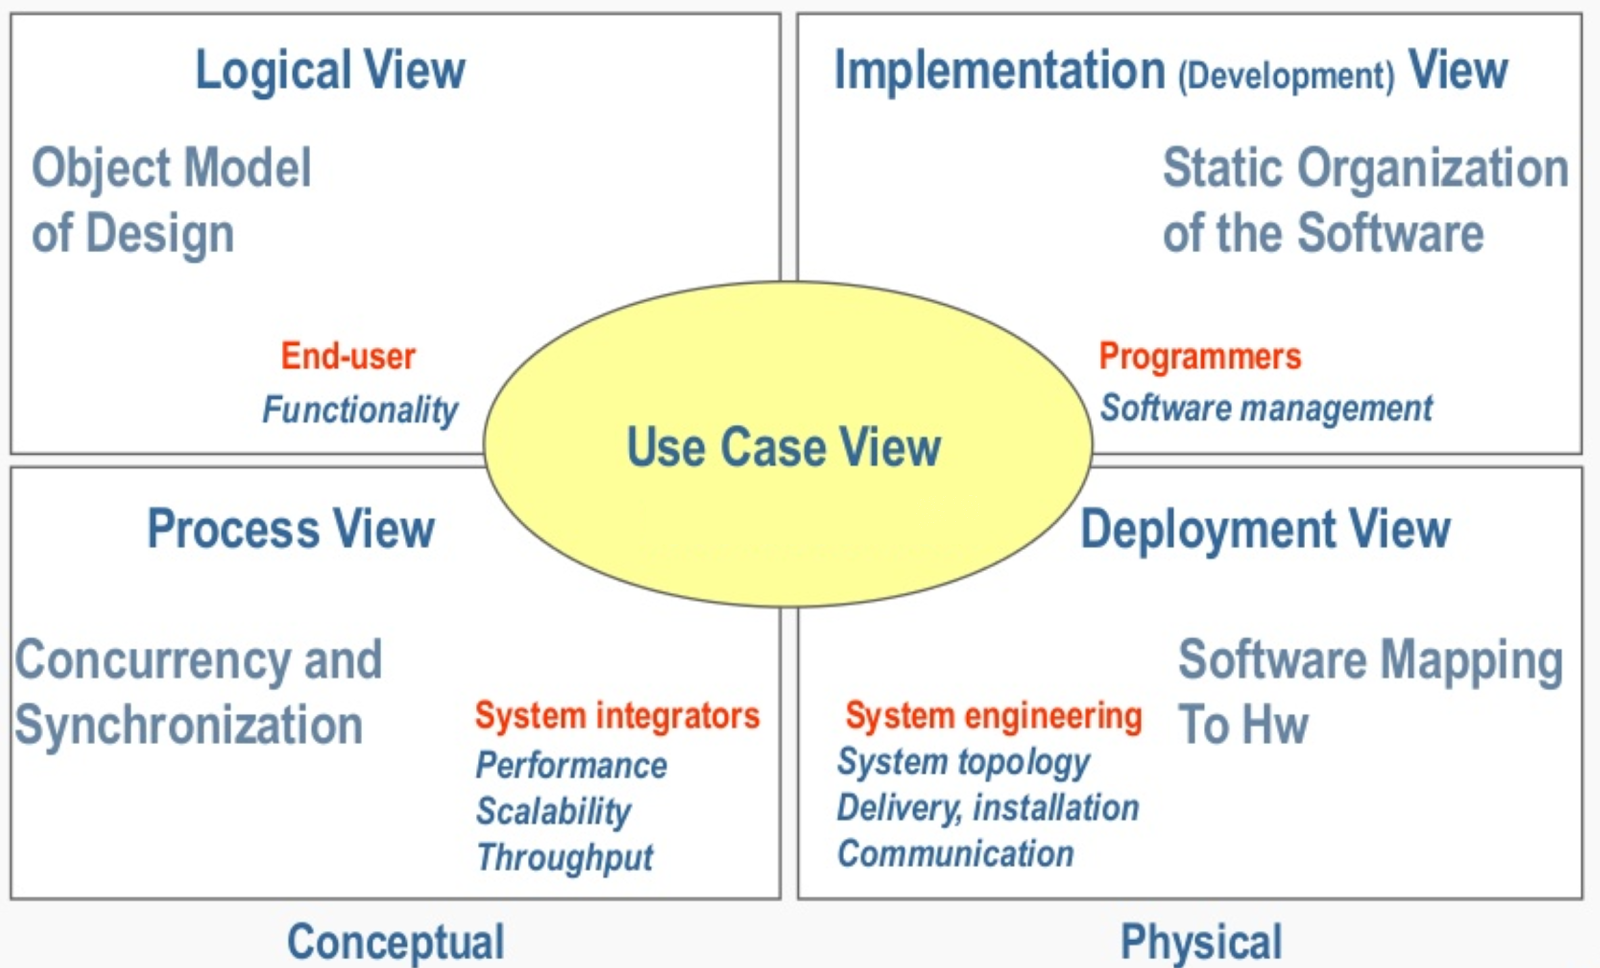 Logical View
Object Model
of Design
End-user
Functionality
Implementation (Development) View
Static Organization
of the Software
Programmers
Software management
Use Case View
Process View
Concurrency and
Synchronization
System integrators
Performance
Scalability
Throughput
Deployment View
Software Mapping
To Hw
System engineering
System topology
Delivery, installation
Communication
Conceptual
Physical